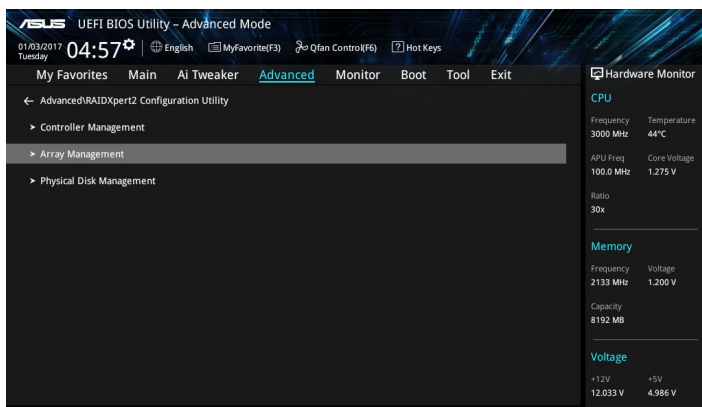 ASUS UEFI BIOS Utility – Advanced Mode
01/03/2017 Tuesday 04:57 English MyFavorite(F3) Qfan Control(F6) ? Hot Keys
My Favorites Main Ai Tweaker Advanced Monitor Boot Tool Exit
← Advanced\RAIDXpert2 Configuration Utility
> Controller Management
> Array Management
> Physical Disk Management
Hardware Monitor
CPU
Frequency Temperature
3000 MHz 44°C
APU Freq Core Voltage
100.0 MHz 1.275 V
Ratio
30x
Memory
Frequency Voltage
2133 MHz 1.200 V
Capacity
8192 MB
Voltage
+12V +5V
12.033 V 4.986 V